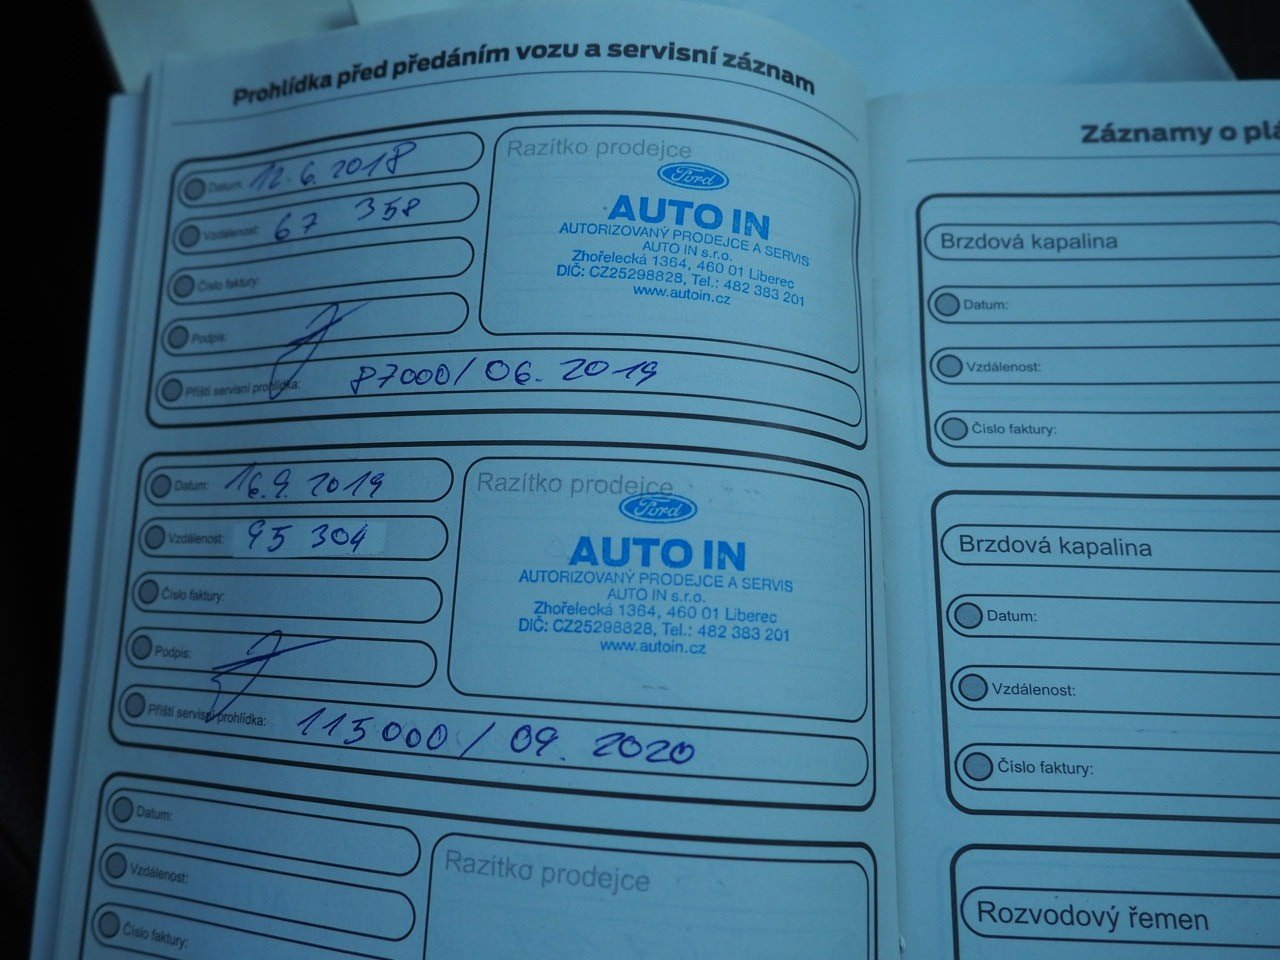 Prohlídka před předáním vozu a servisní záznam
Datum: 12.6.2018
Vzdálenost: 67 358
Číslo faktury:
Podpis:
Příští servisní prohlídka: 87000/06.2019
Razítko prodejce
Ford
AUTO IN
AUTORIZOVANÝ PRODEJCE A SERVIS
AUTO IN s.r.o.
Zhořelecká 1364, 460 01 Liberec
DIČ: CZ25298828, Tel.: 482 383 201
www.autoin.cz
Datum: 16.9.2019
Vzdálenost: 95 304
Číslo faktury:
Podpis:
Příští servisní prohlídka: 115000/09.2020
Razítko prodejce
Ford
AUTO IN
AUTORIZOVANÝ PRODEJCE A SERVIS
AUTO IN s.r.o.
Zhořelecká 1364, 460 01 Liberec
DIČ: CZ25298828, Tel.: 482 383 201
www.autoin.cz
Datum:
Vzdálenost:
Číslo faktury:
Razítko prodejce
Záznamy o
Brzdová kapalina
Datum:
Vzdálenost:
Číslo faktury:
Brzdová kapalina
Datum:
Vzdálenost:
Číslo faktury:
Rozvodový řemen